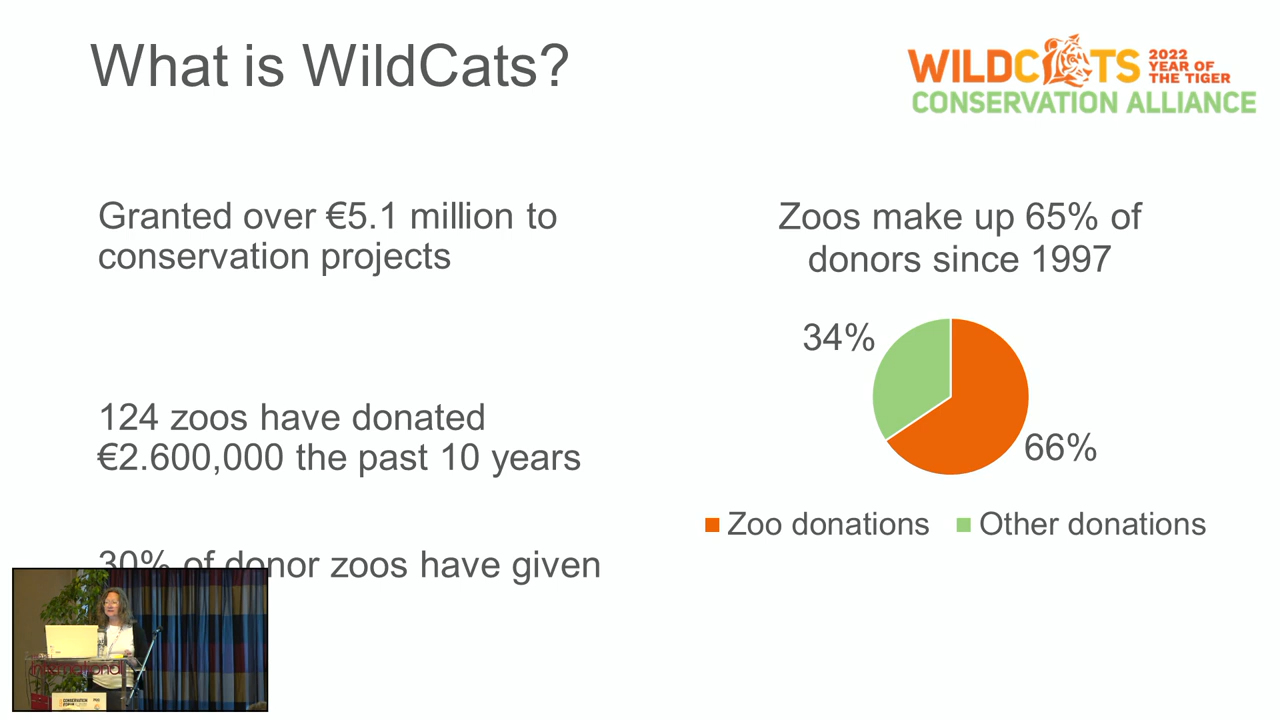 What is WildCats?
WILDCATS 2022
YEAR OF
THE TIGER
CONSERVATION ALLIANCE
Granted over €5.1 million to
conservation projects
124 zoos have donated
€2.600,000 the past 10 years
30% of donor zoos have given
Zoos make up 65% of
donors since 1997
34%
66%
Zoo donations
Other donations
International
CONSERVATION